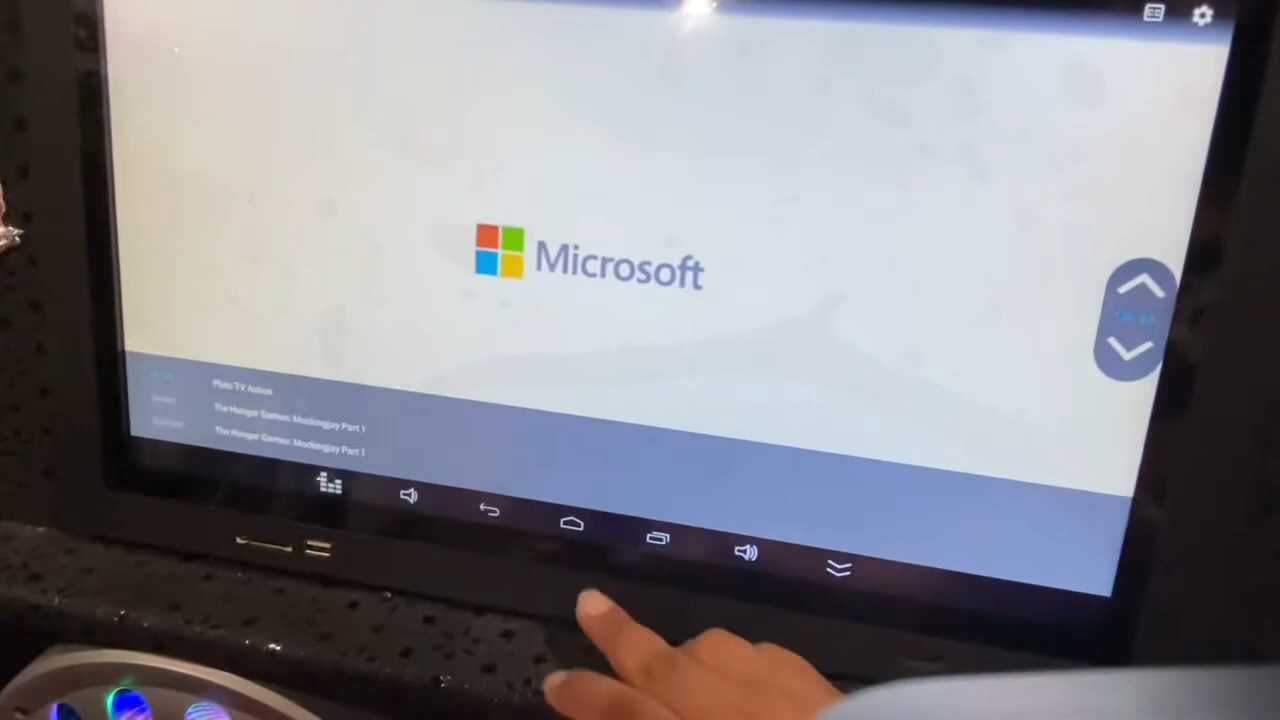 Microsoft
Pluto TV Action
The Hunger Games: Mockingjay Part 1
The Hunger Games: Mockingjay Part 1